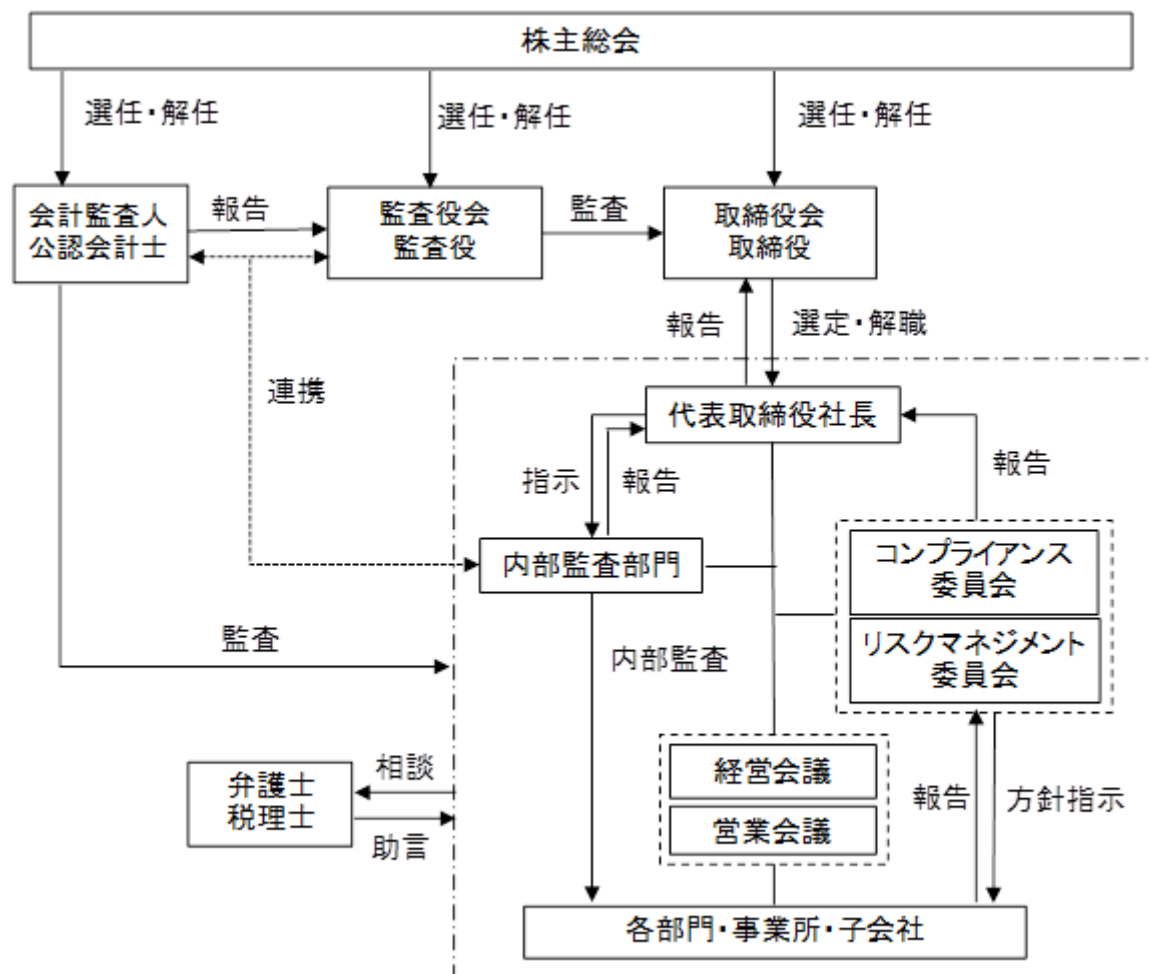 株主総会
選任・解任
選任・解任
選任・解任
会計監査人
公認会計士
報告
監査役会
監査役
監査
取締役会
取締役
報告
選定・解職
連携
代表取締役社長
指示
報告
報告
内部監査部門
コンプライアンス
委員会
リスクマネジメント
委員会
監査
内部監査
経営会議
営業会議
弁護士
税理士
相談
助言
報告
方針指示
各部門・事業所・子会社